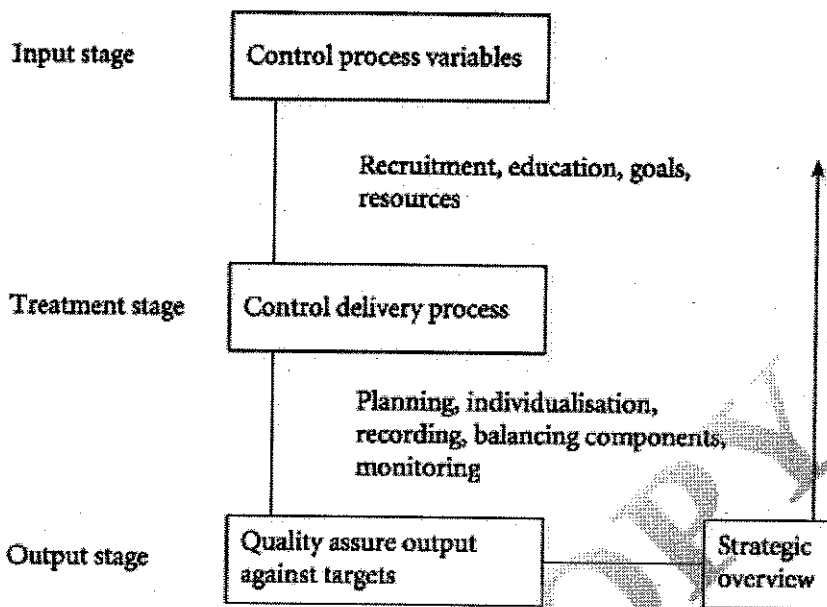 Input stage
Control process variables
Recruitment, education, goals,
resources
Treatment stage
Control delivery process
Planning, individualisation,
recording, balancing components,
monitoring
Output stage
Quality assure output
against targets
Strategic
overview
OPY